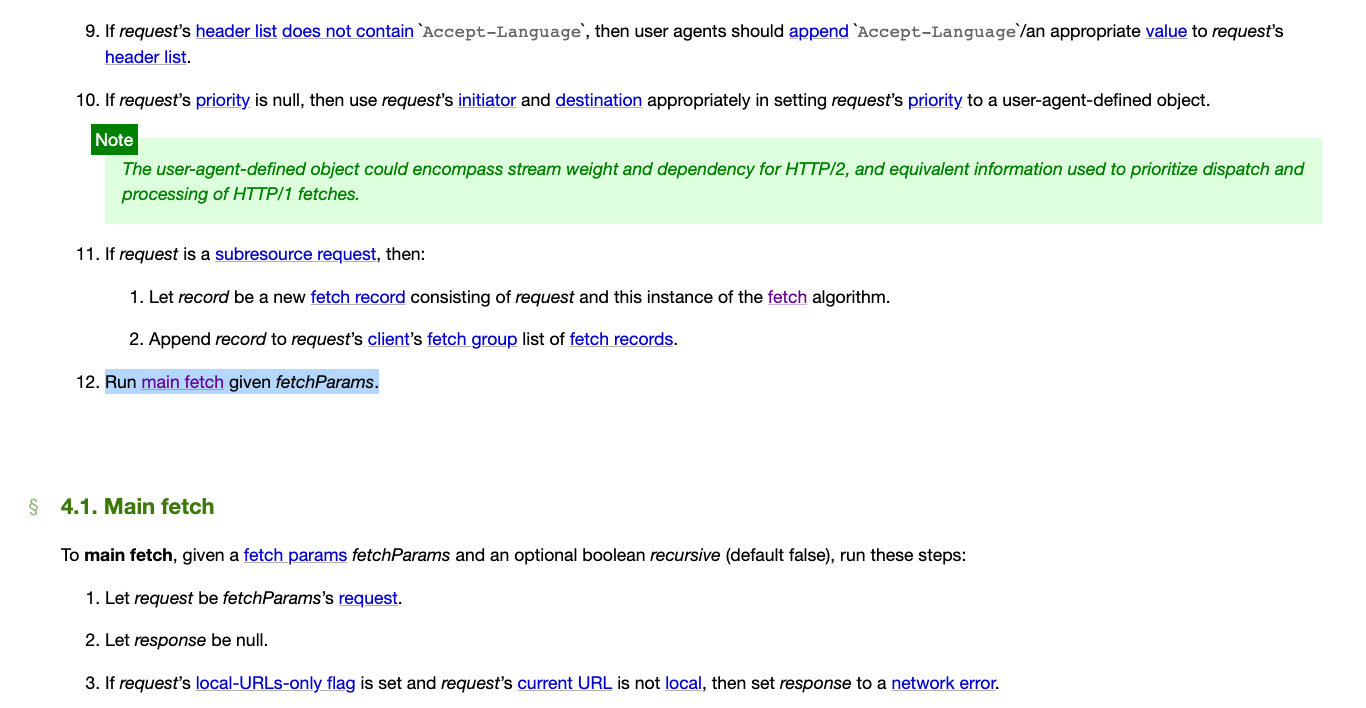 9. If request’s header list does not contain `Accept-Language`, then user agents should append `Accept-Language`/an appropriate value to request’s
header list.
10. If request’s priority is null, then use request’s initiator and destination appropriately in setting request’s priority to a user-agent-defined object.
Note
The user-agent-defined object could encompass stream weight and dependency for HTTP/2, and equivalent information used to prioritize dispatch and
processing of HTTP/1 fetches.
11. If request is a subresource request, then:
1. Let record be a new fetch record consisting of request and this instance of the fetch algorithm.
2. Append record to request’s client’s fetch group list of fetch records.
12. Run main fetch given fetchParams.
§ 4.1. Main fetch
To main fetch, given a fetch params fetchParams and an optional boolean recursive (default false), run these steps:
1. Let request be fetchParams’s request.
2. Let response be null.
3. If request’s local-URLs-only flag is set and request’s current URL is not local, then set response to a network error.